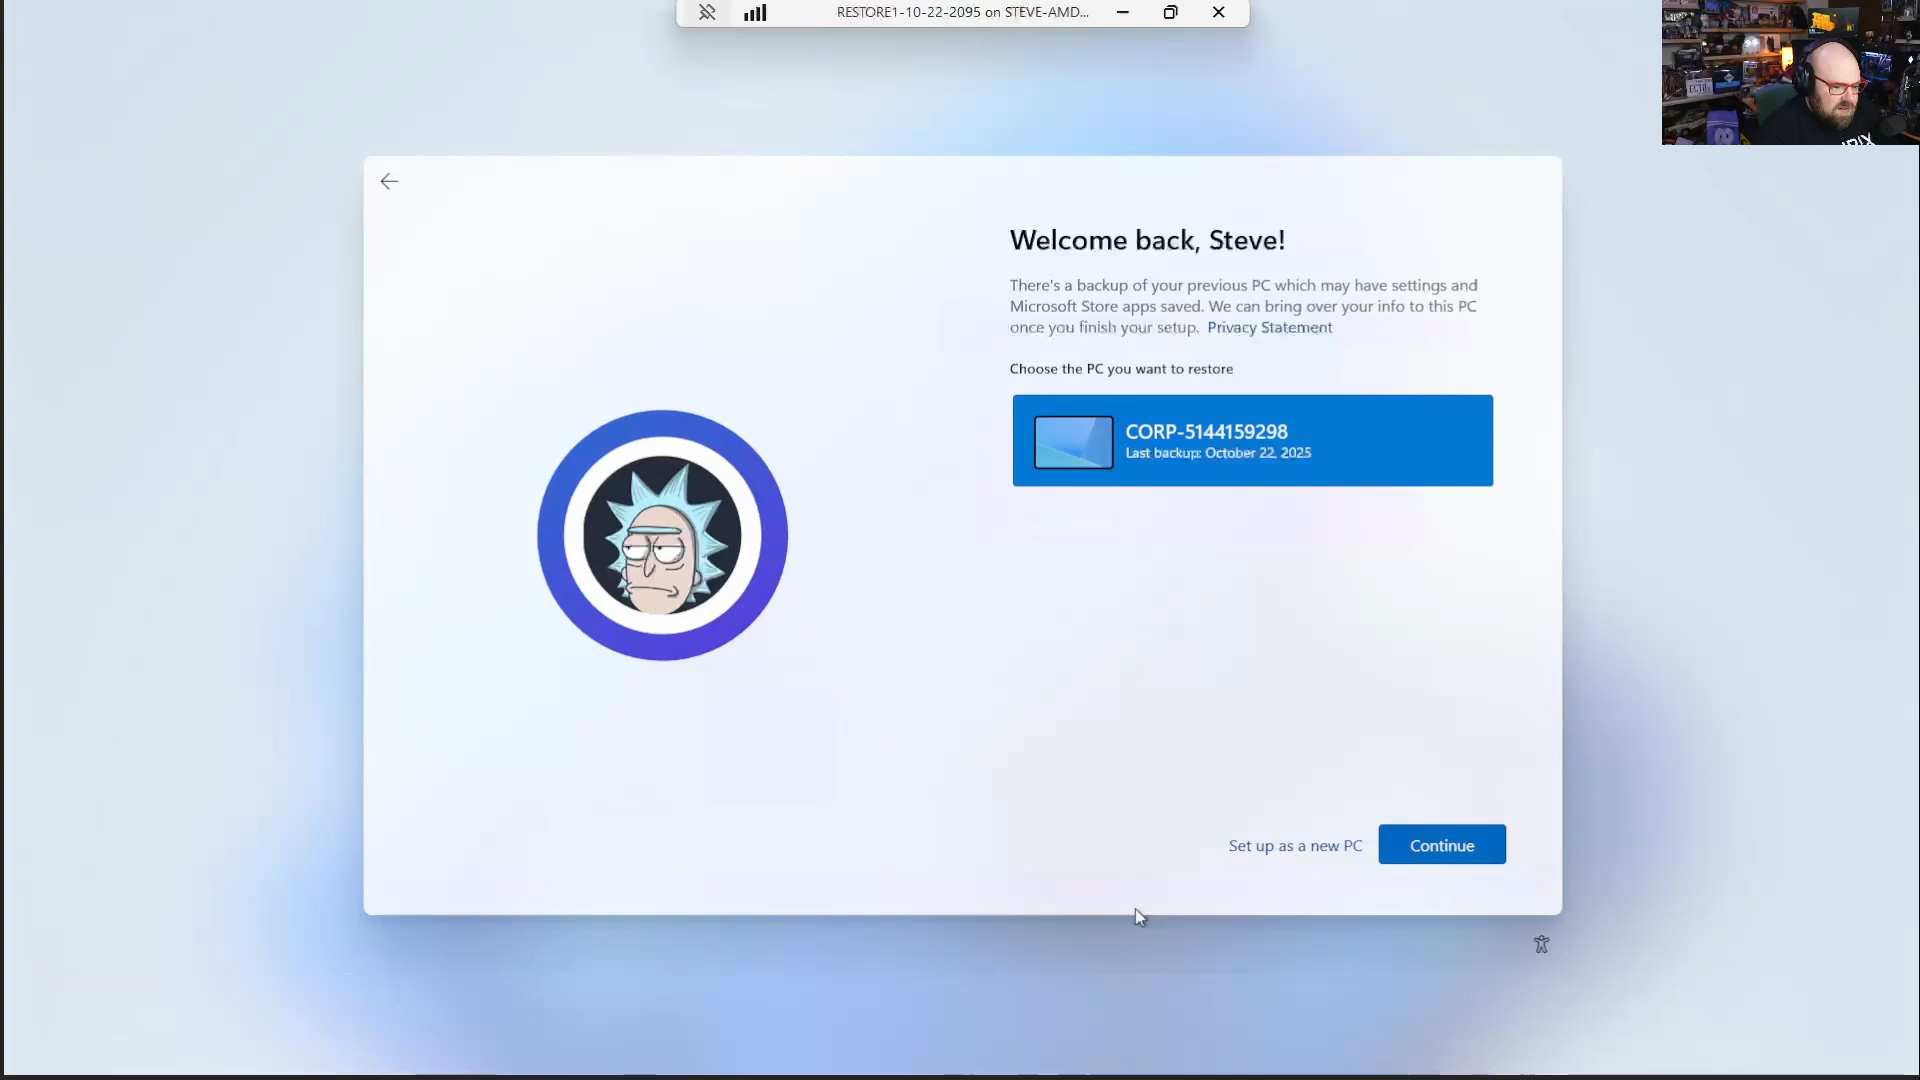 RESTORE1-10-22-2095 on STEVE-AMD...
Welcome back, Steve!
There's a backup of your previous PC which may have settings and
Microsoft Store apps saved. We can bring over your info to this PC
once you finish your setup. Privacy Statement
Choose the PC you want to restore
CORP-5144159298
Last backup: October 22, 2025
Set up as a new PC
Continue